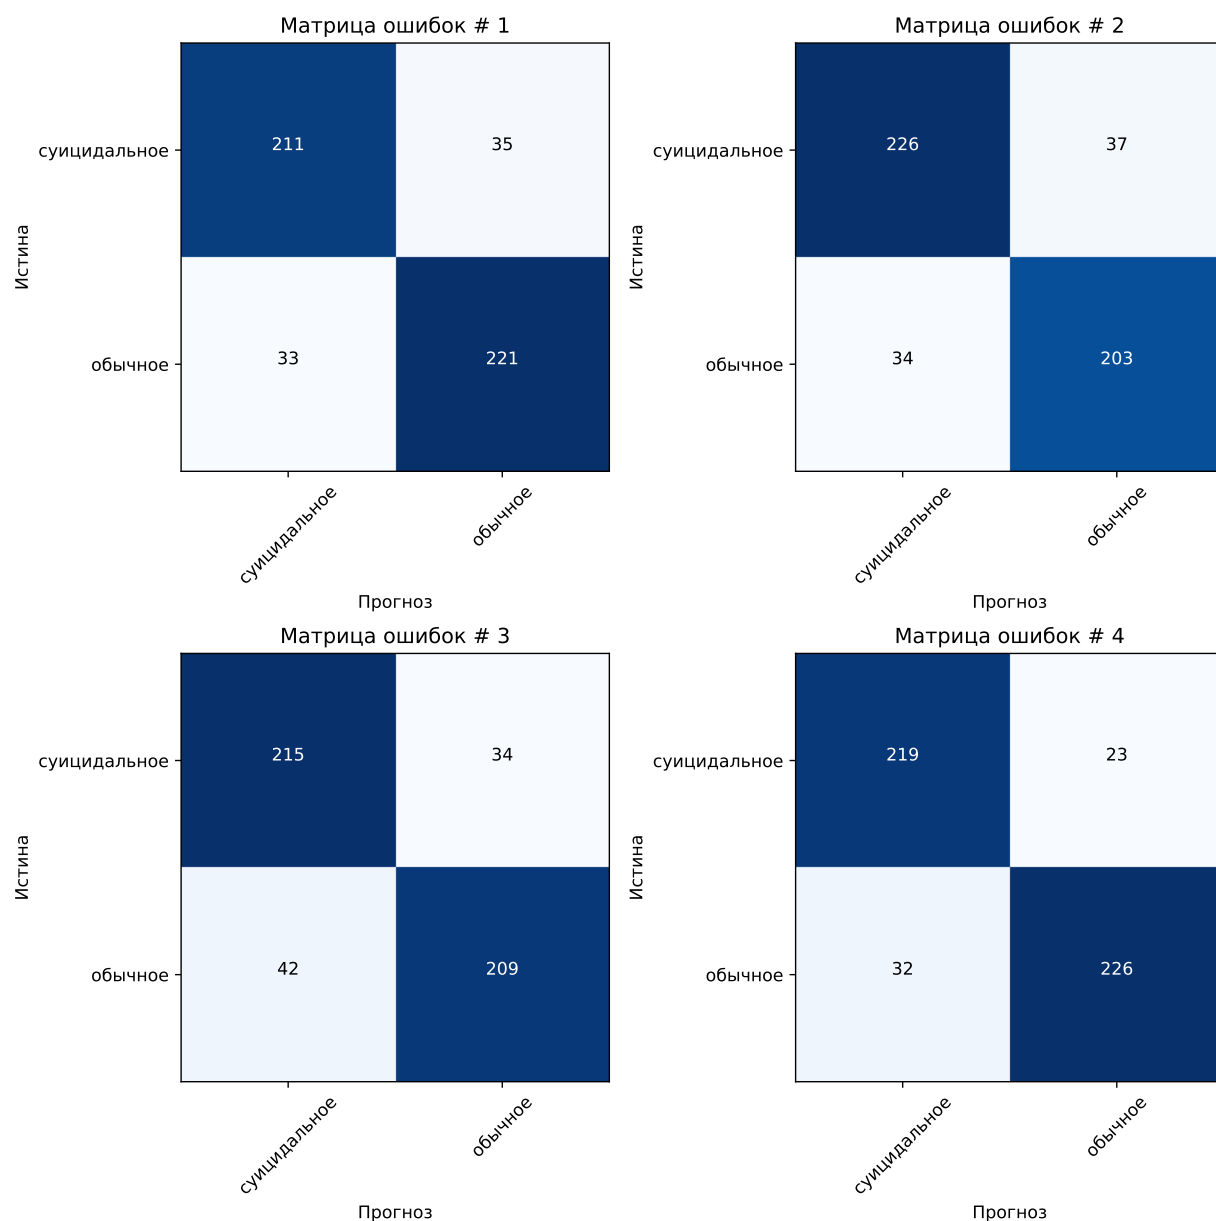 Матрица ошибок # 1
суицидальное
211
35
Истина
обычное
33
221
суицидальное
обычное
Прогноз
Матрица ошибок # 2
суицидальное
226
37
Истина
обычное
34
203
суицидальное
обычное
Прогноз
Матрица ошибок # 3
суицидальное
215
34
Истина
обычное
42
209
суицидальное
обычное
Прогноз
Матрица ошибок # 4
суицидальное
219
23
Истина
обычное
32
226
суицидальное
обычное
Прогноз